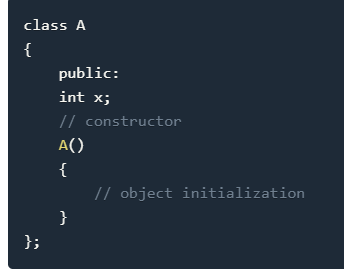 class A
{
    public:
    int x;
    // constructor
    A()
    {
        // object initialization
    }
};